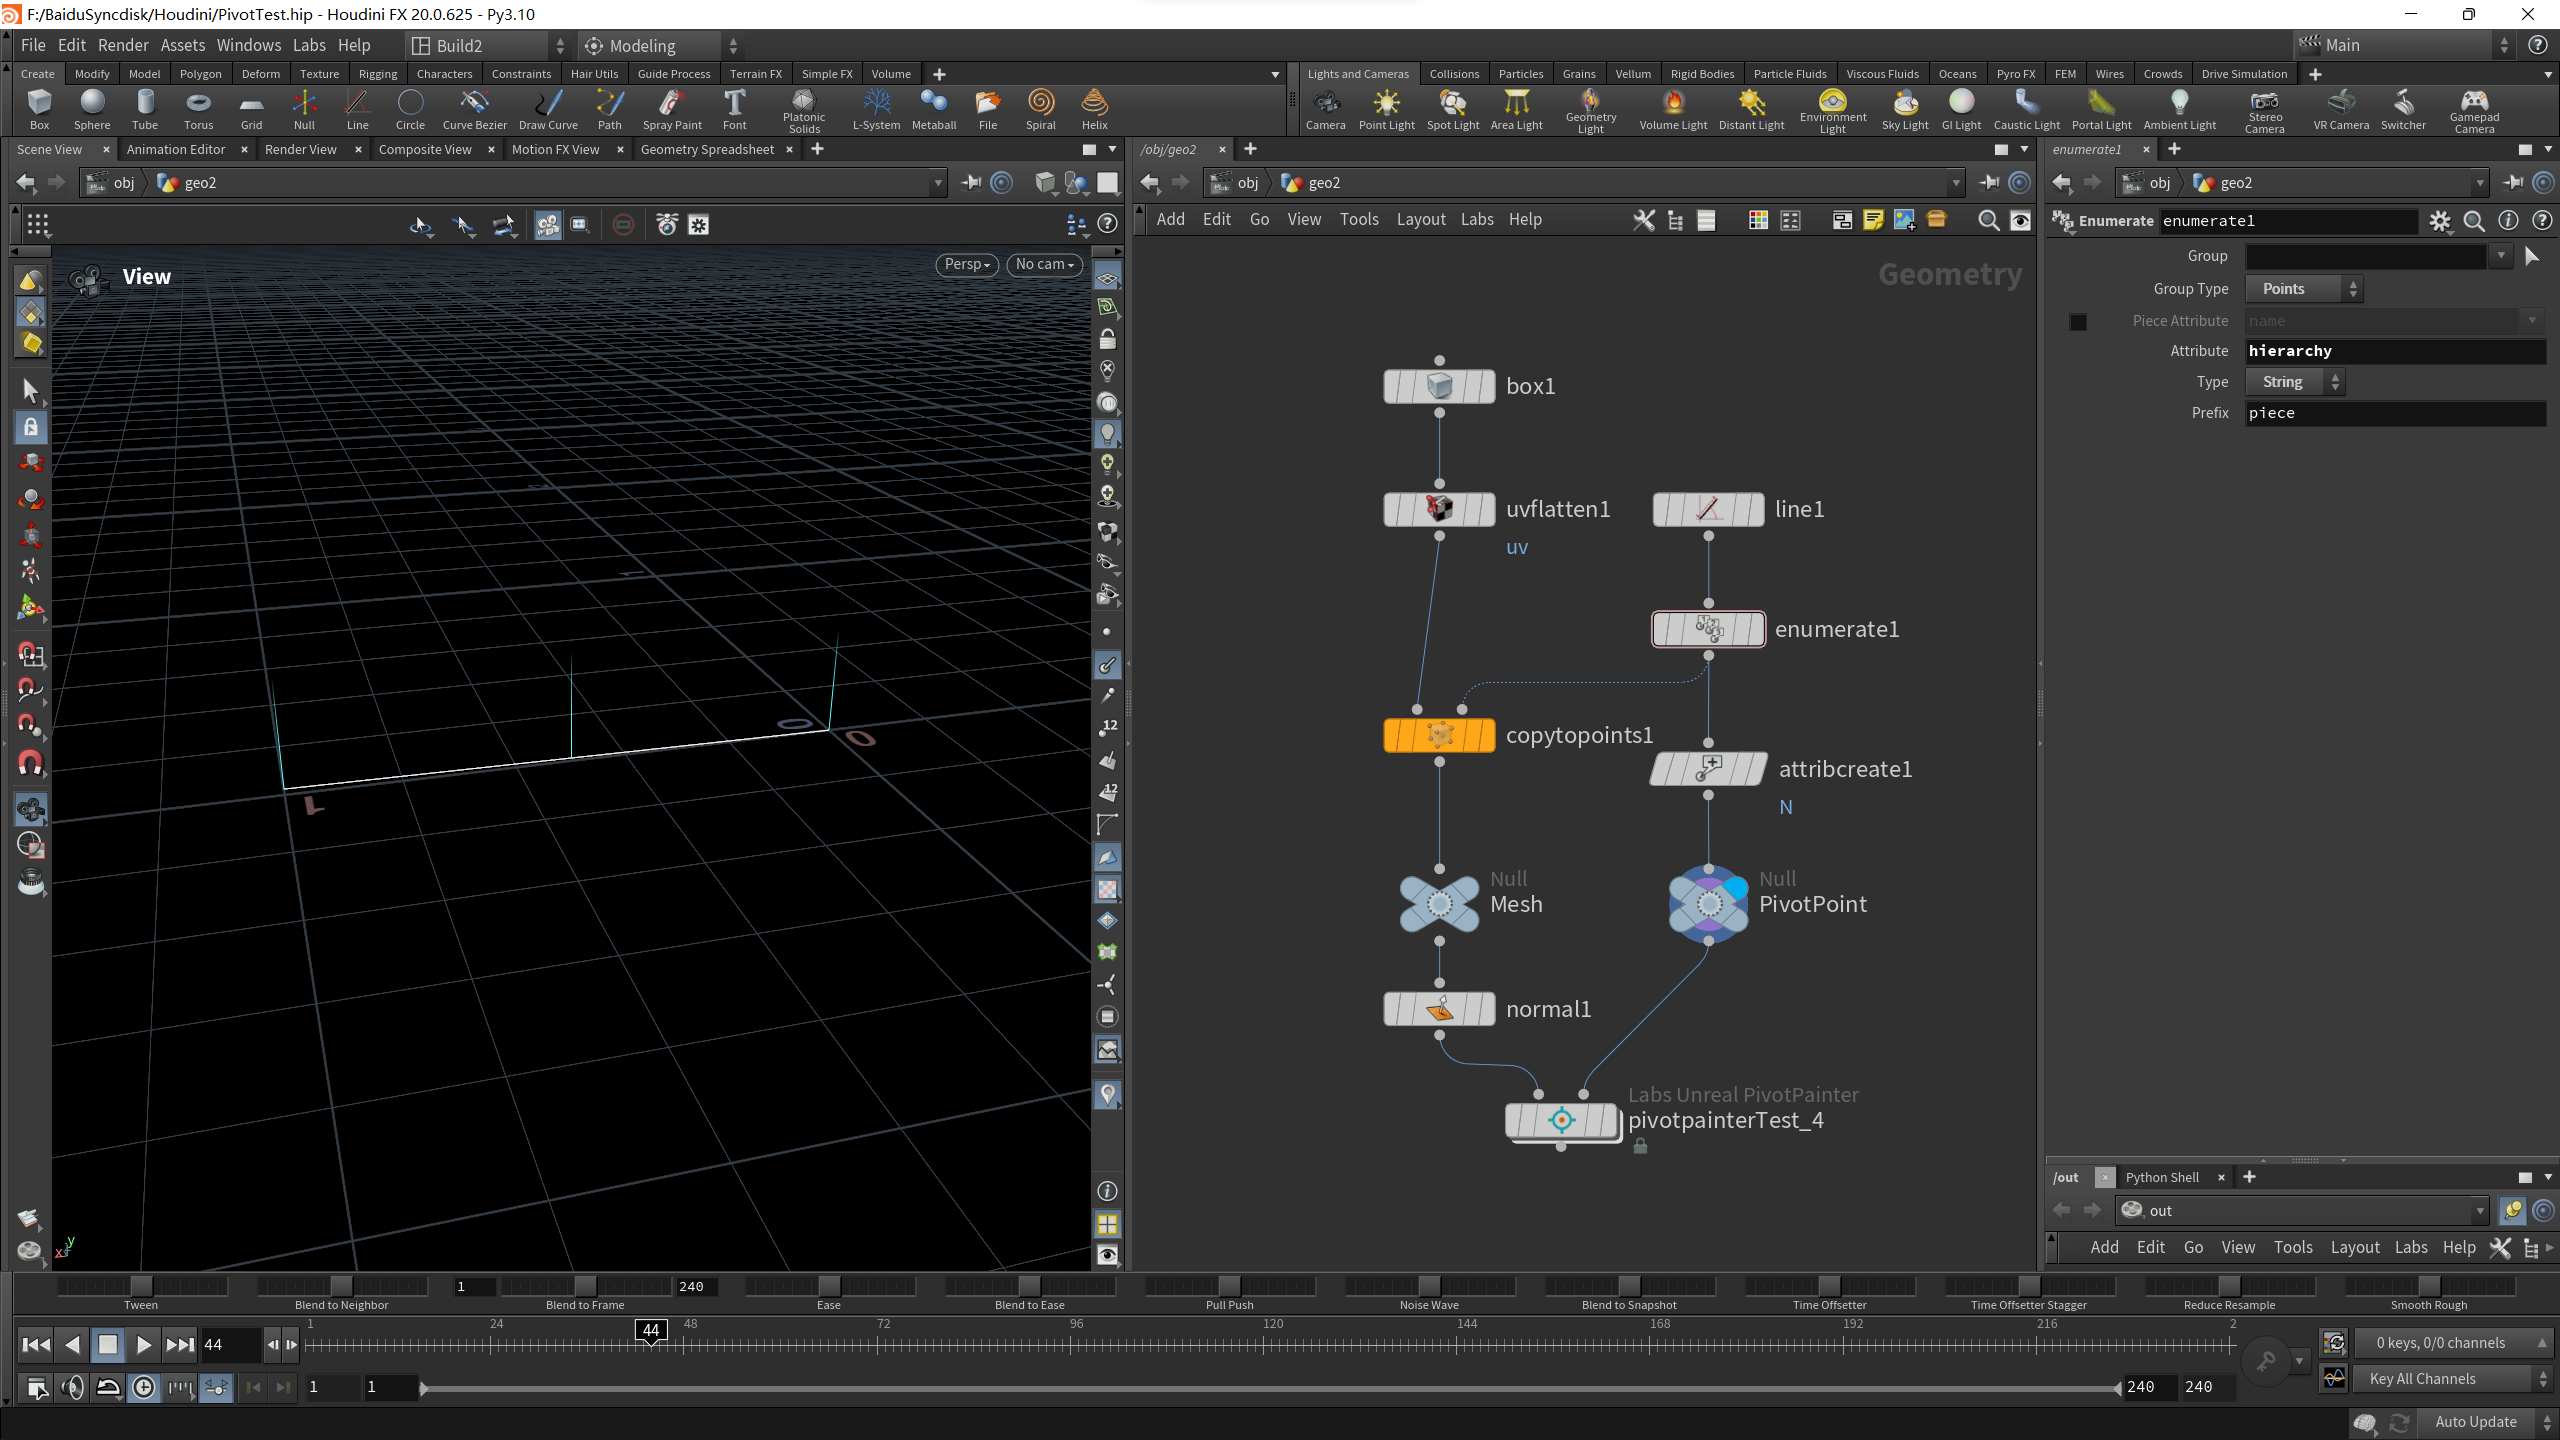 F:/BaiduSyncdisk/Houdini/PivotTest.hip - Houdini FX 20.0.625 - Py3.10
File Edit Render Assets Windows Labs Help
Build2
Modeling
Main
Create Modify Model Polygon Deform Texture Rigging Characters Constraints Hair Utils Guide Process Terrain FX Simple FX Volume
Lights and Cameras Collisions Particles Grains Vellum Rigid Bodies Particle Fluids Viscous Fluids Oceans Pyro FX FEM Wires Crowds Drive Simulation
Box Sphere Tube Torus Grid Null Line Circle Curve Bezier Draw Curve Path Spray Paint Font Platonic Solids L-System Metaball File Spiral Helix
Camera Point Light Spot Light Area Light Geometry Light Volume Light Distant Light Environment Light Sky Light GI Light Caustic Light Portal Light Ambient Light Stereo Camera VR Camera Switcher Gamepad Camera
Scene View Animation Editor Render View Composite View Motion FX View Geometry Spreadsheet
/obj/geo2
enumerate1
obj geo2
obj geo2
obj geo2
Add Edit Go View Tools Layout Labs Help
Enumerate enumerate1
View
Persp
No cam
Geometry
Group
Group Type Points
Piece Attribute name
Attribute hierarchy
Type String
Prefix piece
box1
uvflatten1
uv
line1
enumerate1
copytopoints1
attribcreate1
N
Null
Mesh
Null
PivotPoint
normal1
Labs Unreal PivotPainter
pivotpainterTest_4
0
0
1
12
12
x y
/out
Python Shell
out
Add Edit Go View Tools Layout Labs Help
1
240
Tween Blend to Neighbor Blend to Frame Ease Blend to Ease Pull Push Noise Wave Blend to Snapshot Time Offsetter Time Offsetter Stagger Reduce Resample Smooth Rough
44
1 24 44 48 72 96 120 144 168 192 216 2
0 keys, 0/0 channels
1
1
240
240
Key All Channels
Auto Update